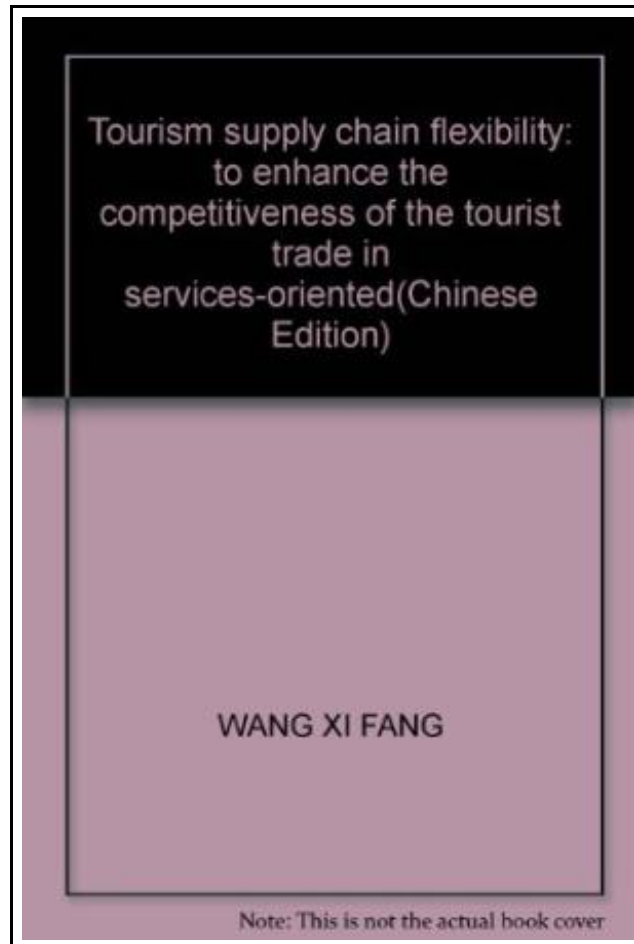 Tourism supply chain flexibility:
to enhance the
competitiveness of the tourist
trade in
services-oriented(Chinese
Edition)
WANG XI FANG
Note: This is not the actual book cover